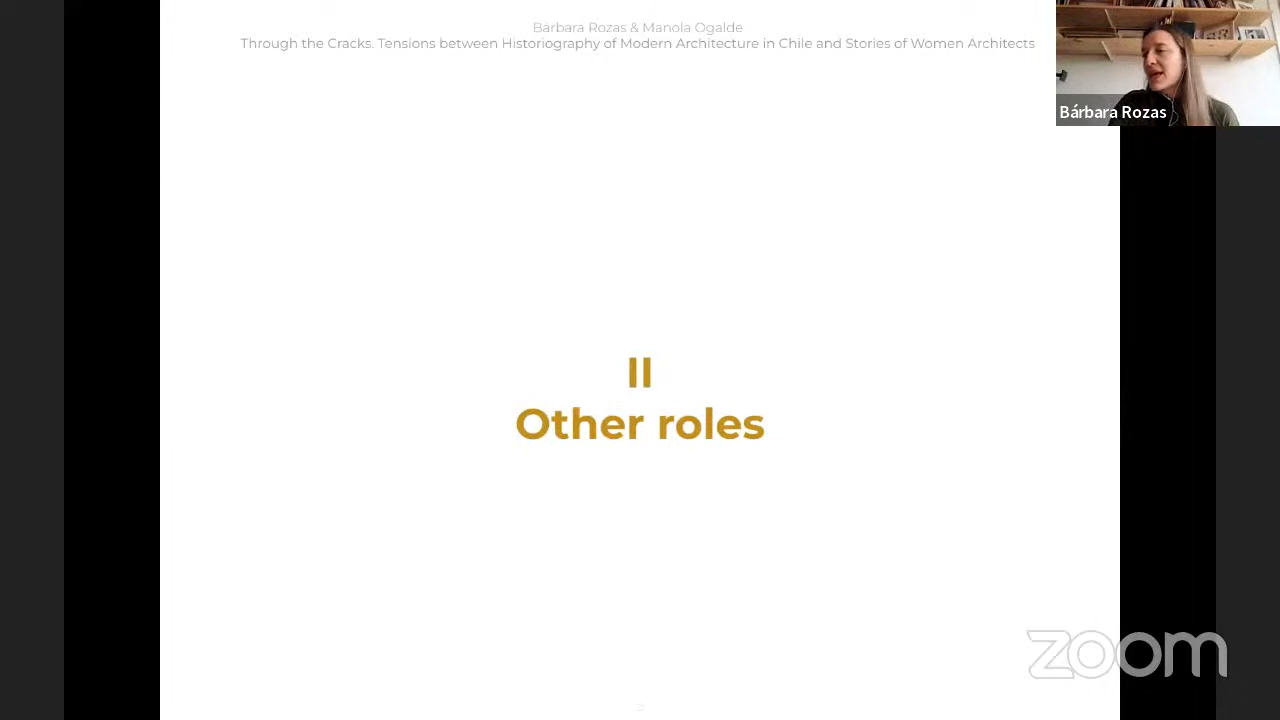 Bárbara Rozas & Manola Ogalde
Through the Cracks. Tensions between Historiography of Modern Architecture in Chile and Stories of Women Architects
Bárbara Rozas
II
Other roles
zoom